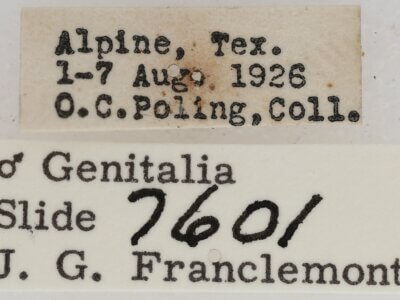 Alpine, Tex.
1-7 Aug. 1926
O.C.Poling, Coll.
♂ Genitalia
Slide 7601
J. G. Franclemont